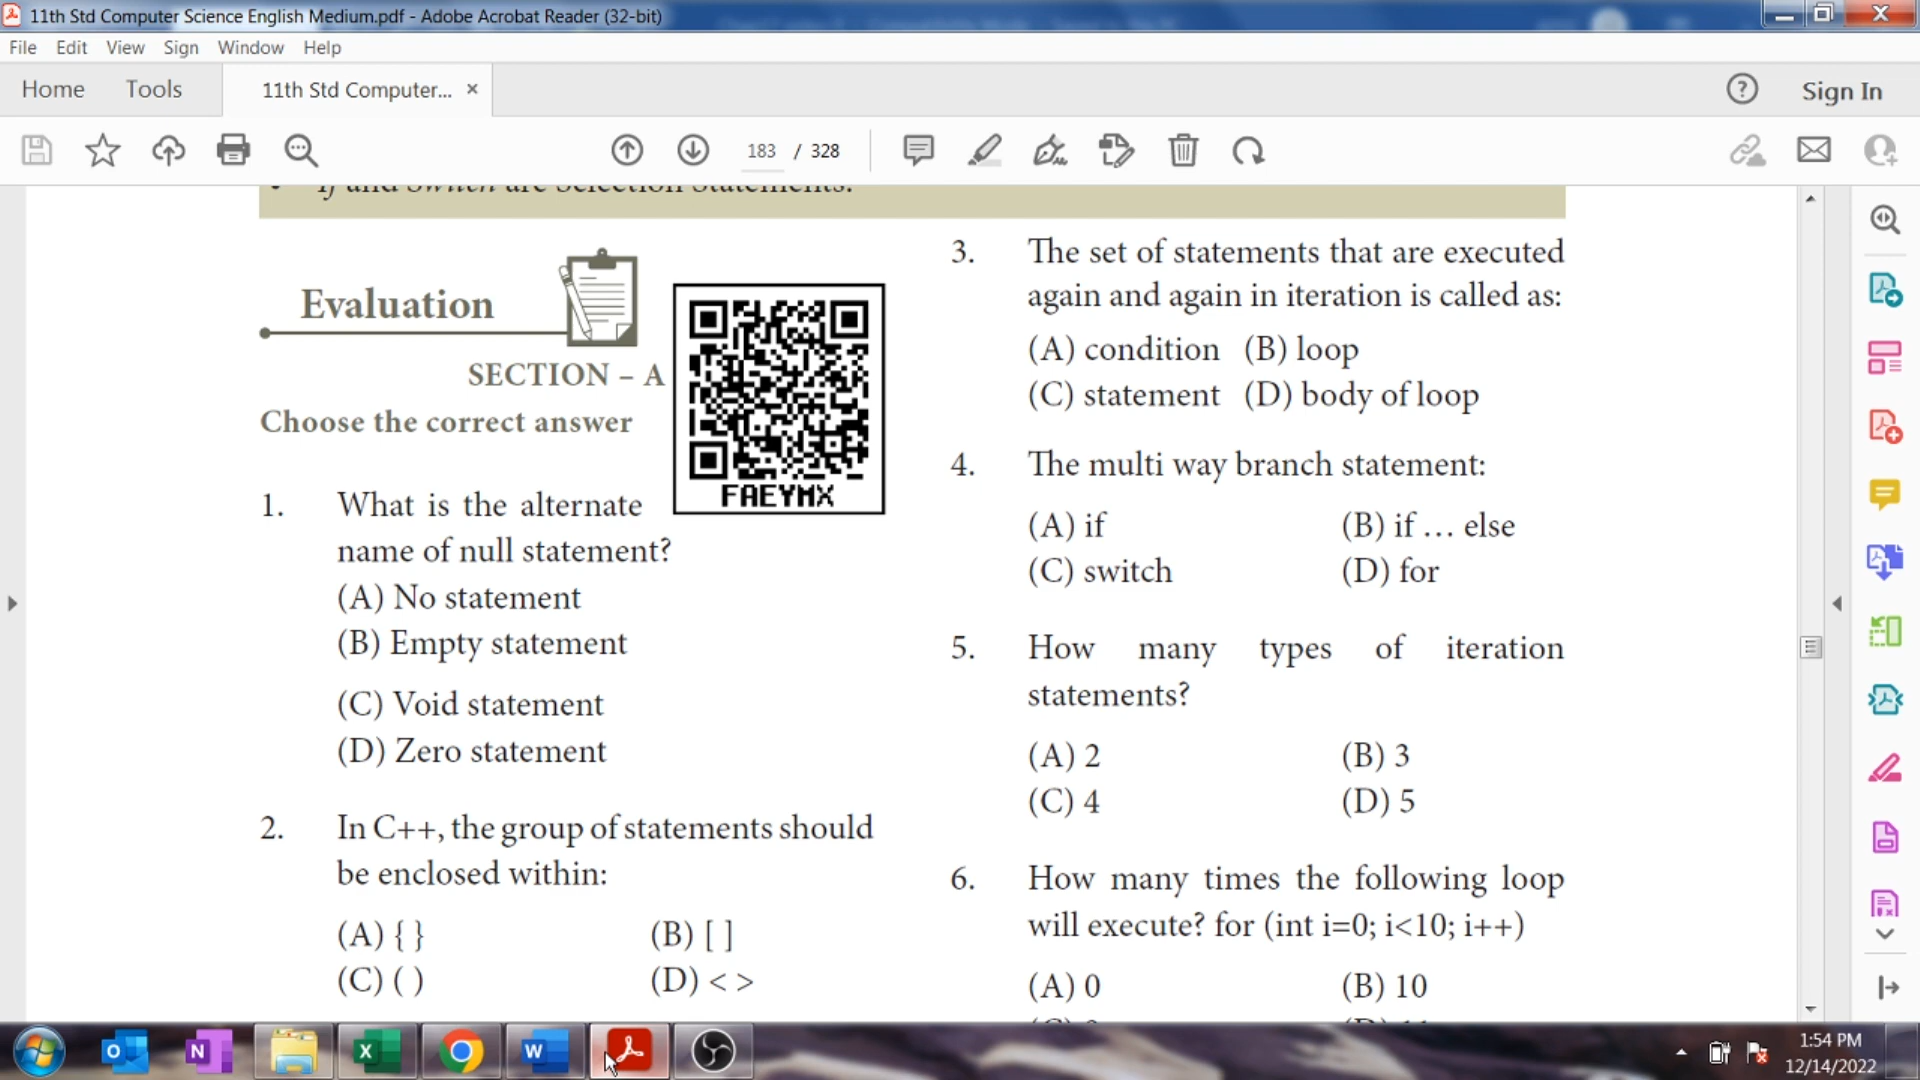 11th Std Computer Science English Medium.pdf - Adobe Acrobat Reader (32-bit)
File Edit View Sign Window Help
Home Tools 11th Std Computer... × Sign In
183 / 328
If and Switch are Selection Statements.
Evaluation
SECTION – A
Choose the correct answer
FAEYMX
1. What is the alternate
name of null statement?
(A) No statement
(B) Empty statement
(C) Void statement
(D) Zero statement
2. In C++, the group of statements should
be enclosed within:
(A) { } (B) [ ]
(C) ( ) (D) < >
3. The set of statements that are executed
again and again in iteration is called as:
(A) condition (B) loop
(C) statement (D) body of loop
4. The multi way branch statement:
(A) if (B) if … else
(C) switch (D) for
5. How many types of iteration
statements?
(A) 2 (B) 3
(C) 4 (D) 5
6. How many times the following loop
will execute? for (int i=0; i<10; i++)
(A) 0 (B) 10
1:54 PM
12/14/2022